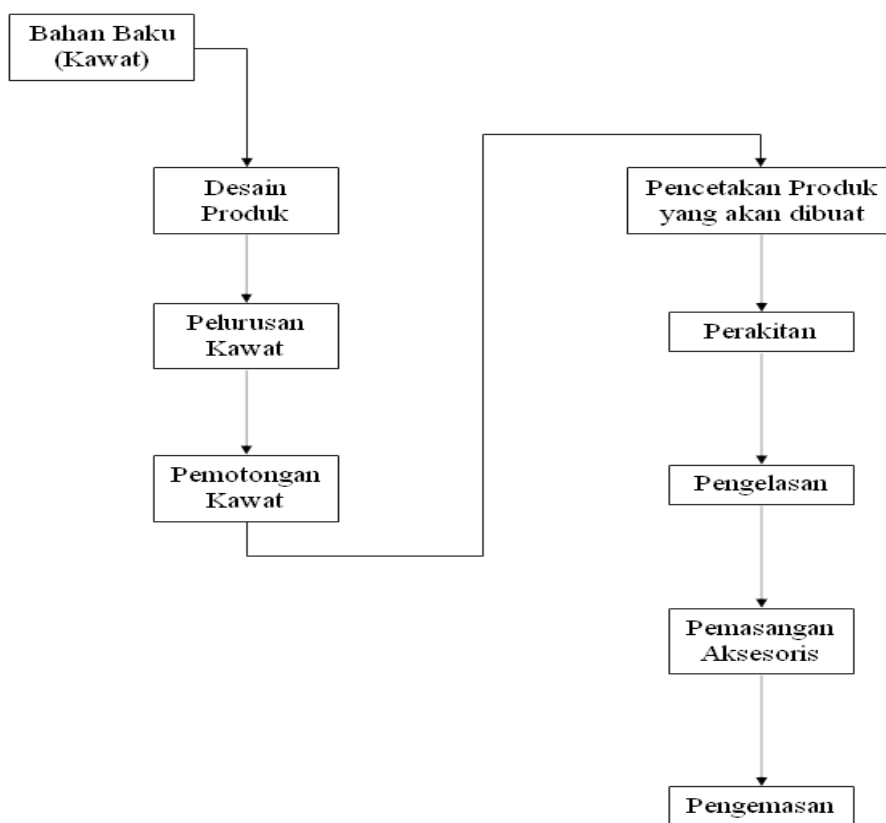 Bahan Baku
(Kawat)
Desain
Produk
Pelurusan
Kawat
Pemotongan
Kawat
Pencetakan Produk
yang akan dibuat
Perakitan
Pengelasan
Pemasangan
Aksesoris
Pengemasan